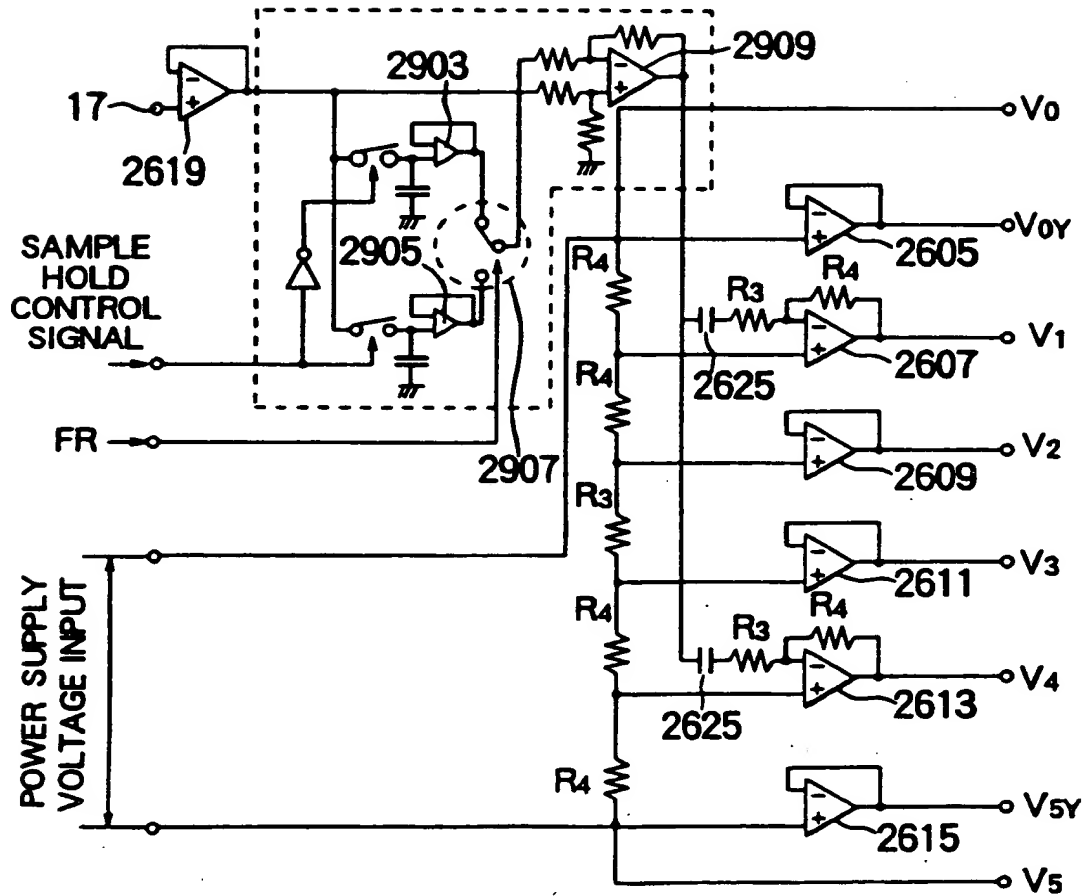 2903
2909
17
2619
V0
SAMPLE
HOLD
CONTROL
SIGNAL
2905
R4
2605
V0Y
R3
R4
2625
2607
V1
R4
FR
2907
2609
V2
R3
POWER SUPPLY
VOLTAGE INPUT
2611
V3
R4
R3
R4
2625
2613
V4
R4
2615
V5Y
V5